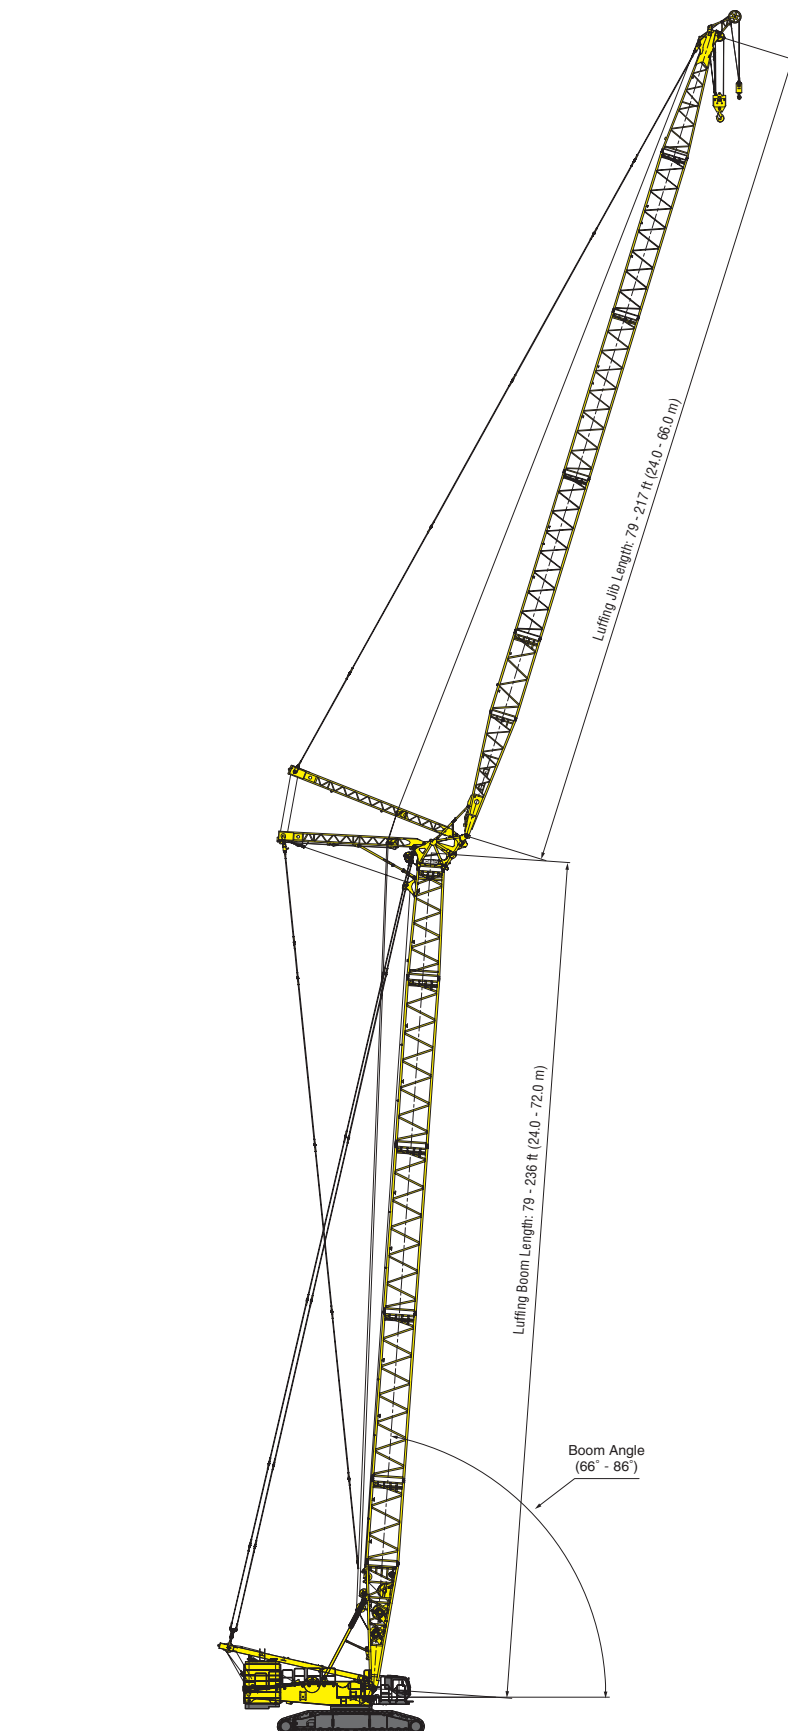 Luffing Jib Length: 79 - 217 ft (24.0 - 66.0 m)
Luffing Boom Length: 79 - 236 ft (24.0 - 72.0 m)
Boom Angle
(66˚ - 86˚)